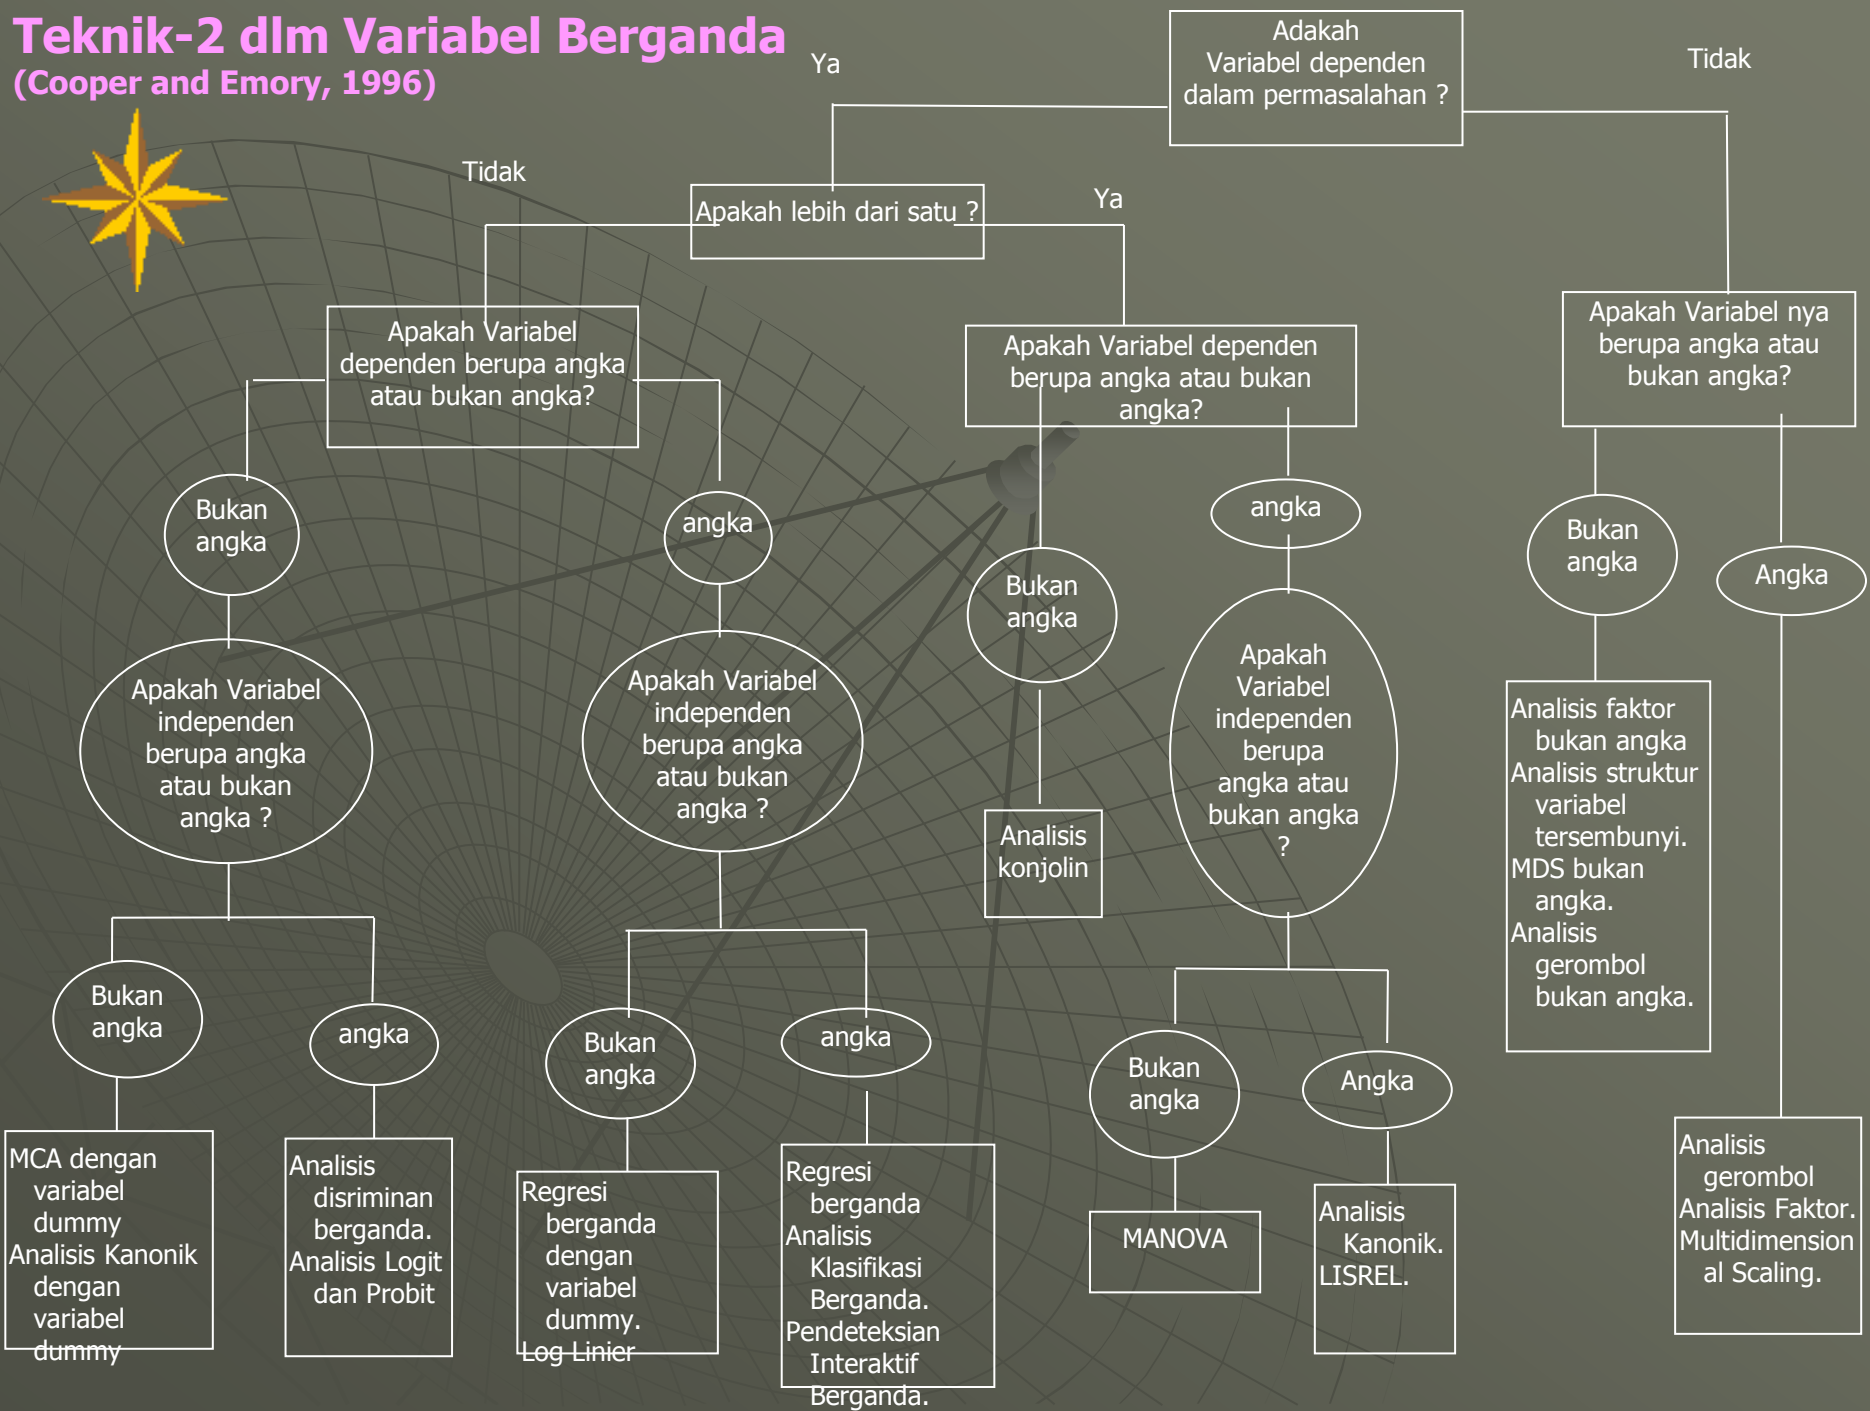 Teknik-2 dlm Variabel Berganda
(Cooper and Emory, 1996)
Adakah
Variabel dependen
dalam permasalahan ?
Ya
Tidak
Apakah lebih dari satu ?
Tidak
Ya
Apakah Variabel
dependen berupa angka
atau bukan angka?
Apakah Variabel dependen
berupa angka atau bukan
angka?
Apakah Variabel nya
berupa angka atau
bukan angka?
Bukan
angka
angka
Bukan
angka
angka
Bukan
angka
Angka
Apakah Variabel
independen
berupa angka
atau bukan
angka ?
Apakah Variabel
independen
berupa angka
atau bukan
angka ?
Apakah
Variabel
independen
berupa
angka atau
bukan angka
?
Analisis
konjolin
Analisis faktor
bukan angka
Analisis struktur
variabel
tersembunyi.
MDS bukan
angka.
Analisis
gerombol
bukan angka.
Bukan
angka
angka
Bukan
angka
angka
Bukan
angka
Angka
MCA dengan
variabel
dummy
Analisis Kanonik
dengan
variabel
dummy
Analisis
disriminan
berganda.
Analisis Logit
dan Probit
Regresi
berganda
dengan
variabel
dummy.
Log Linier
Regresi
berganda
Analisis
Klasifikasi
Berganda.
Pendeteksian
Interaktif
Berganda.
MANOVA
Analisis
Kanonik.
LISREL.
Analisis
gerombol
Analisis Faktor.
Multidimension
al Scaling.